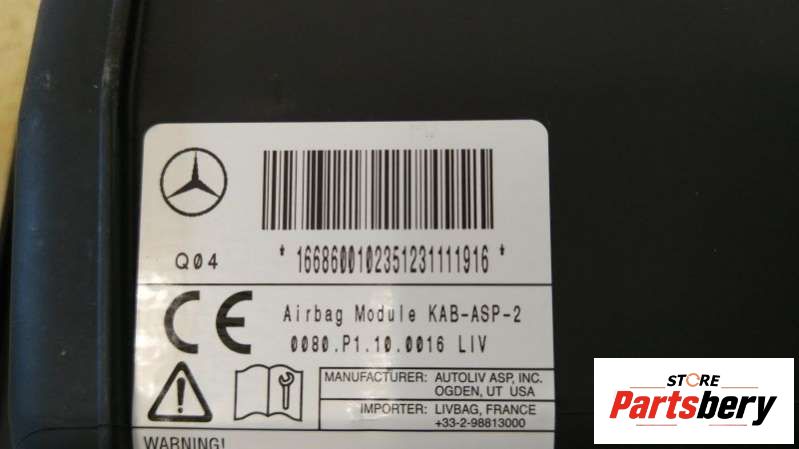 Q04
*1668600102351231111916*
CE
Airbag Module KAB-ASP-2
0080.P1.10.0016 LIV
MANUFACTURER: AUTOLIV ASP, INC.
OGDEN, UT USA
IMPORTER: LIVBAG, FRANCE
+33-2-98813000
WARNING!
STORE
Partsbery